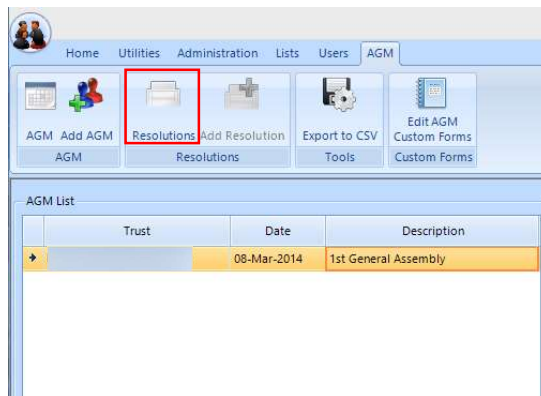 Home Utilities Administration Lists Users AGM
AGM Add AGM Resolutions Add Resolution Export to CSV Edit AGM
Custom Forms
AGM Resolutions Tools Custom Forms
AGM List
Trust Date Description
08-Mar-2014 1st General Assembly